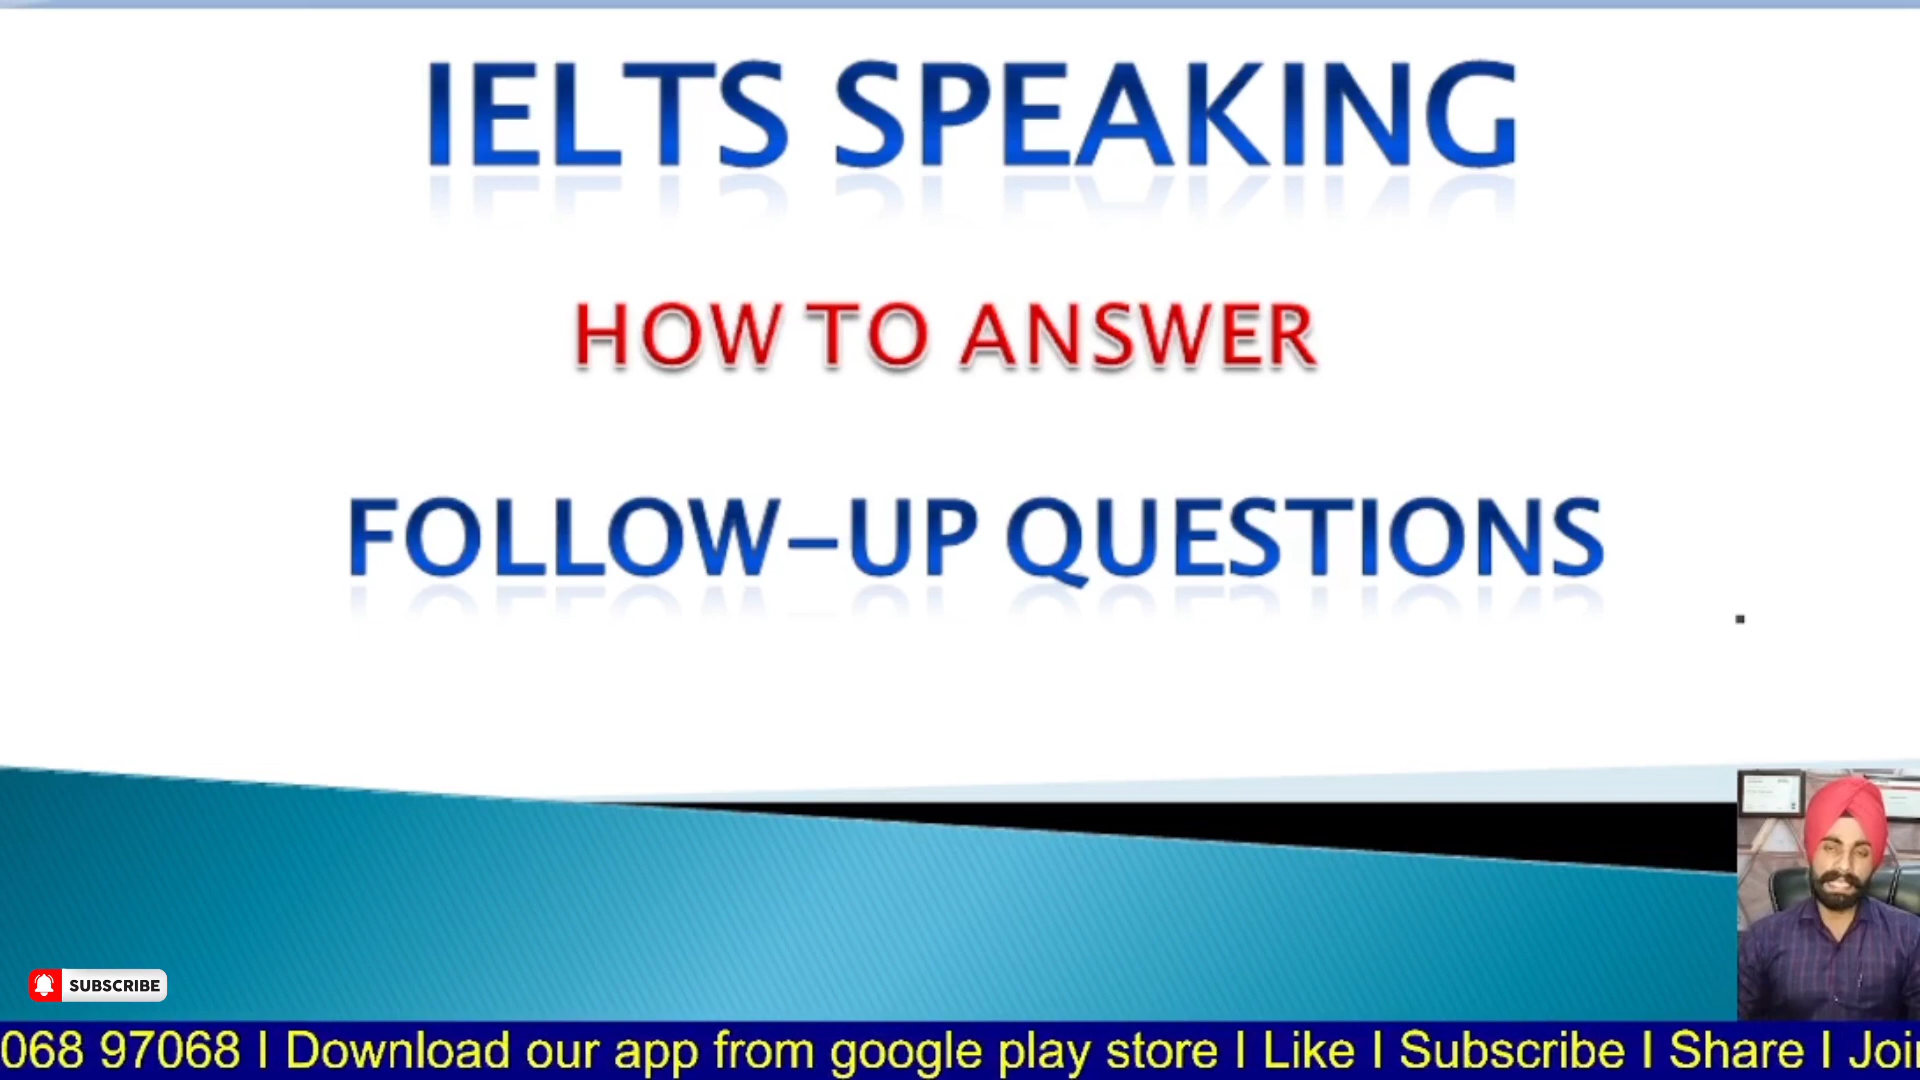 IELTS SPEAKING
HOW TO ANSWER
FOLLOW-UP QUESTIONS
SUBSCRIBE
068 97068 I Download our app from google play store I Like I Subscribe I Share I Joi